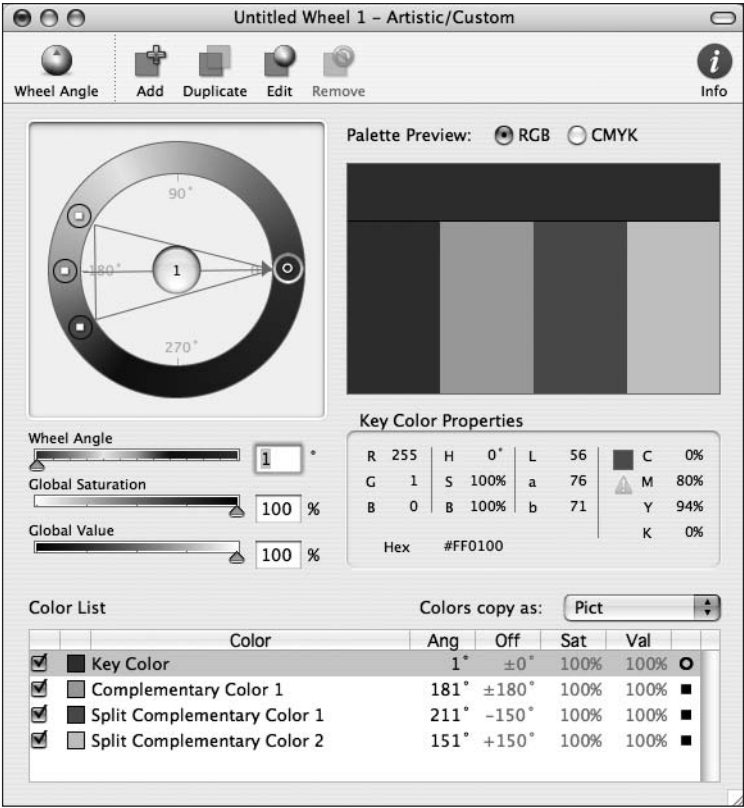 Untitled Wheel 1 – Artistic/Custom
Wheel Angle Add Duplicate Edit Remove Info
Palette Preview: RGB CMYK
90°
-180° 1 0°
270°
Key Color Properties
R 255 H 0° L 56 C 0%
G 1 S 100% a 76 M 80%
B 0 B 100% b 71 Y 94%
K 0%
Hex #FF0100
Wheel Angle
1 °
Global Saturation
100 %
Global Value
100 %
Color List Colors copy as: Pict
Color Ang Off Sat Val
Key Color 1° ±0° 100% 100%
Complementary Color 1 181° ±180° 100% 100%
Split Complementary Color 1 211° -150° 100% 100%
Split Complementary Color 2 151° +150° 100% 100%